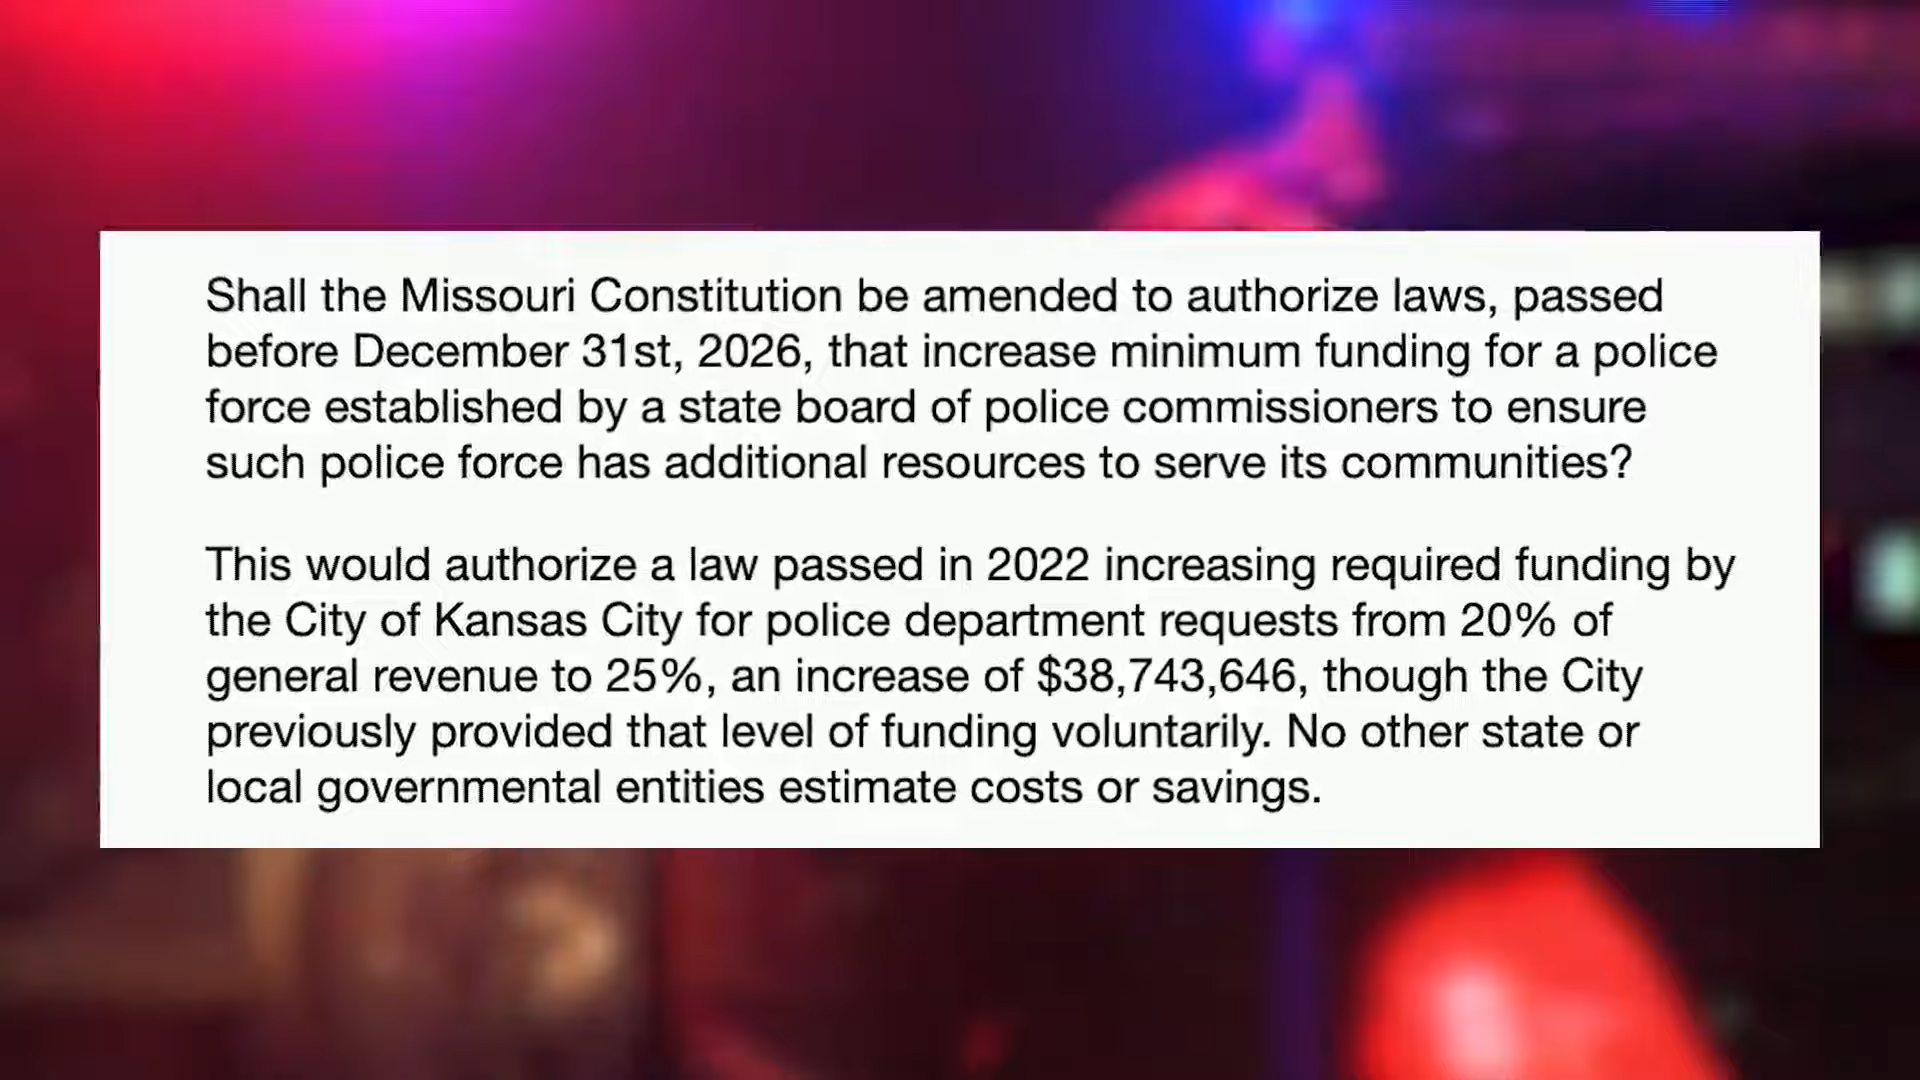 Shall the Missouri Constitution be amended to authorize laws, passed
before December 31st, 2026, that increase minimum funding for a police
force established by a state board of police commissioners to ensure
such police force has additional resources to serve its communities?
This would authorize a law passed in 2022 increasing required funding by
the City of Kansas City for police department requests from 20% of
general revenue to 25%, an increase of $38,743,646, though the City
previously provided that level of funding voluntarily. No other state or
local governmental entities estimate costs or savings.